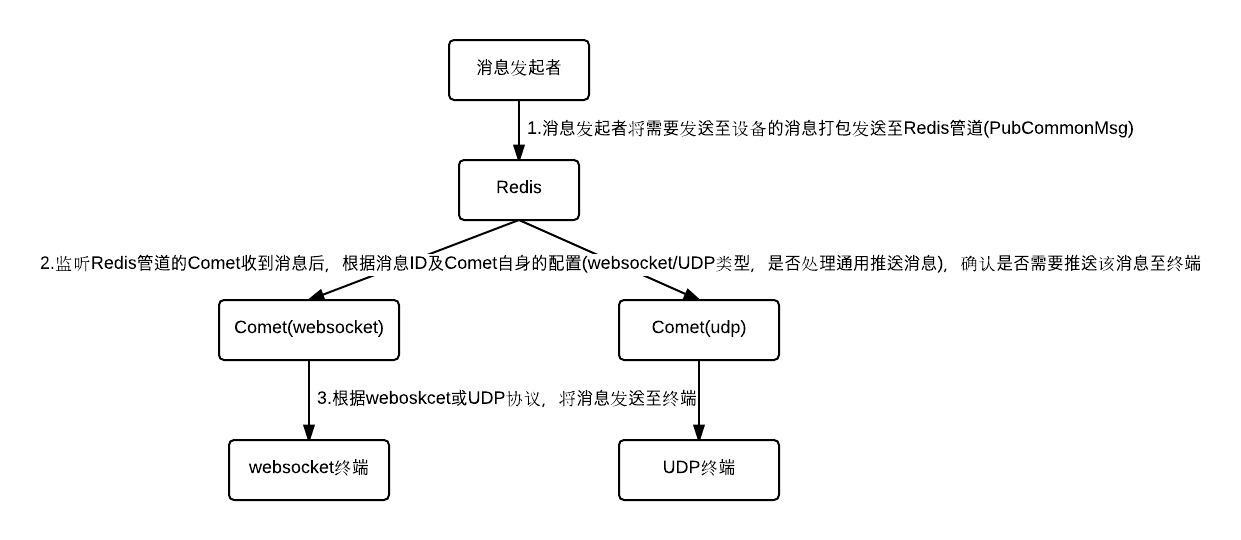 消息发起者
1.消息发起者将需要发送至设备的消息打包发送至Redis管道(PubCommonMsg)
Redis
2.监听Redis管道的Comet收到消息后，根据消息ID及Comet自身的配置(websocket/UDP类型，是否处理通用推送消息)，确认是否需要推送该消息至终端
Comet(websocket)
Comet(udp)
3.根据weboskcet或UDP协议，将消息发送至终端
websocket终端
UDP终端